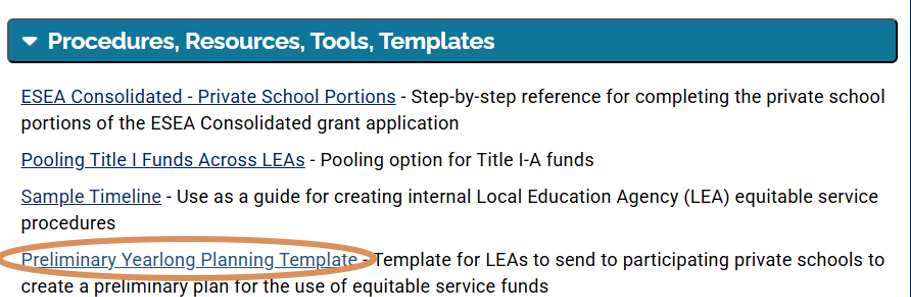 Procedures, Resources, Tools, Templates
ESEA Consolidated - Private School Portions - Step-by-step reference for completing the private school
portions of the ESEA Consolidated grant application
Pooling Title I Funds Across LEAs - Pooling option for Title I-A funds
Sample Timeline - Use as a guide for creating internal Local Education Agency (LEA) equitable service
procedures
Preliminary Yearlong Planning Template - Template for LEAs to send to participating private schools to
create a preliminary plan for the use of equitable service funds